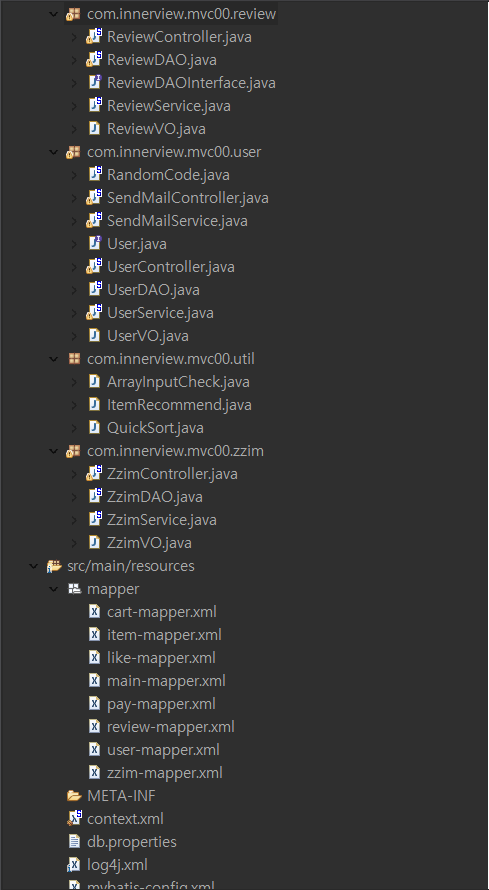 com.innerview.mvc00.review
ReviewController.java
ReviewDAO.java
ReviewDAOInterface.java
ReviewService.java
ReviewVO.java
com.innerview.mvc00.user
RandomCode.java
SendMailController.java
SendMailService.java
User.java
UserController.java
UserDAO.java
UserService.java
UserVO.java
com.innerview.mvc00.util
ArrayInputCheck.java
ItemRecommend.java
QuickSort.java
com.innerview.mvc00.zzim
ZzimController.java
ZzimDAO.java
ZzimService.java
ZzimVO.java
src/main/resources
mapper
cart-mapper.xml
item-mapper.xml
like-mapper.xml
main-mapper.xml
pay-mapper.xml
review-mapper.xml
user-mapper.xml
zzim-mapper.xml
META-INF
context.xml
db.properties
log4j.xml
mybatis-config.xml